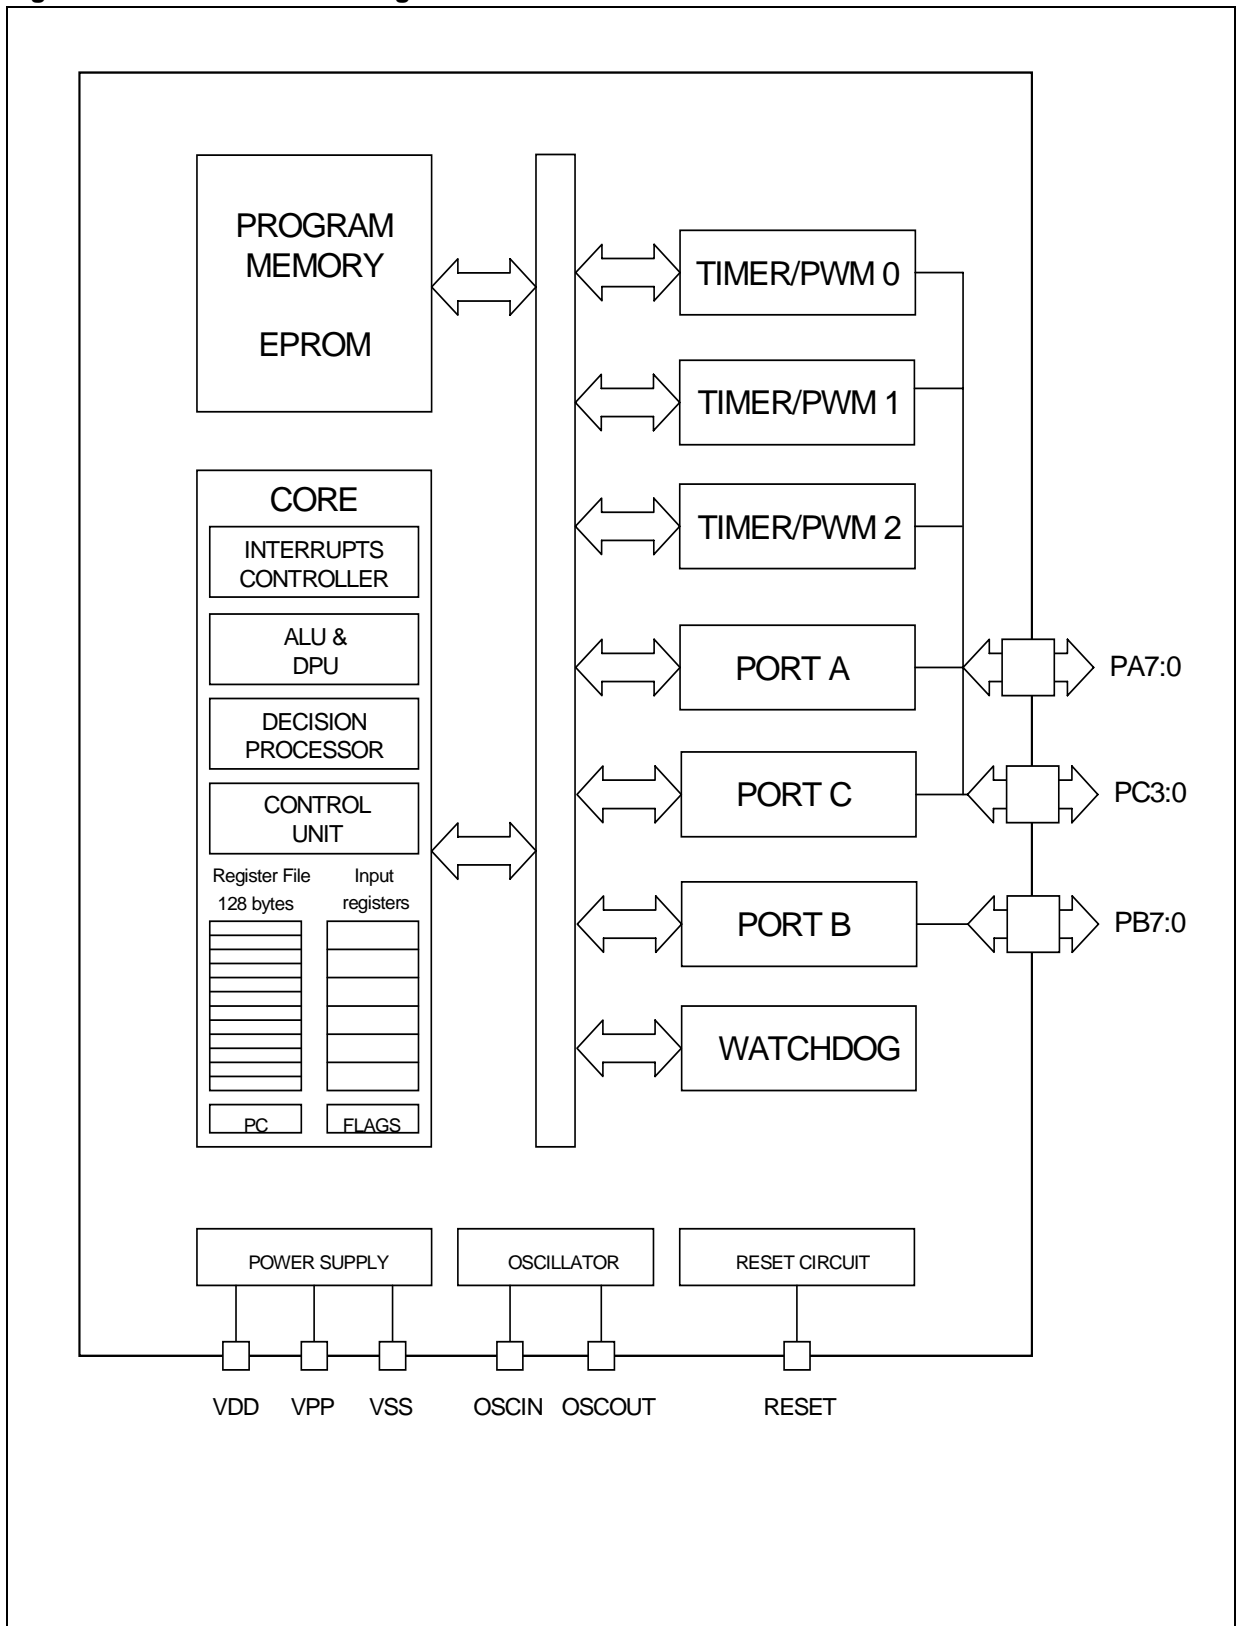 PROGRAM
MEMORY
EPROM
CORE
INTERRUPTS
CONTROLLER
ALU &
DPU
DECISION
PROCESSOR
CONTROL
UNIT
Register File
128 bytes
Input
registers
PC
FLAGS
TIMER/PWM 0
TIMER/PWM 1
TIMER/PWM 2
PORT A
PA7:0
PORT C
PC3:0
PORT B
PB7:0
WATCHDOG
POWER SUPPLY
OSCILLATOR
RESET CIRCUIT
VDD
VPP
VSS
OSCIN
OSCOUT
RESET